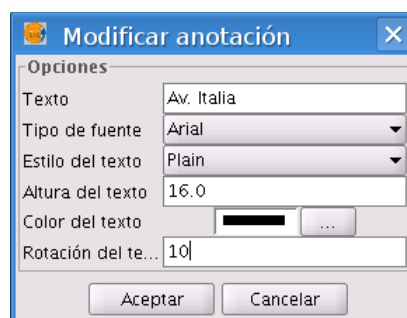 Modificar anotación
Opciones
Texto Av. Italia
Tipo de fuente Arial
Estilo del texto Plain
Altura del texto 16.0
Color del texto ...
Rotación del te... 10
Aceptar Cancelar